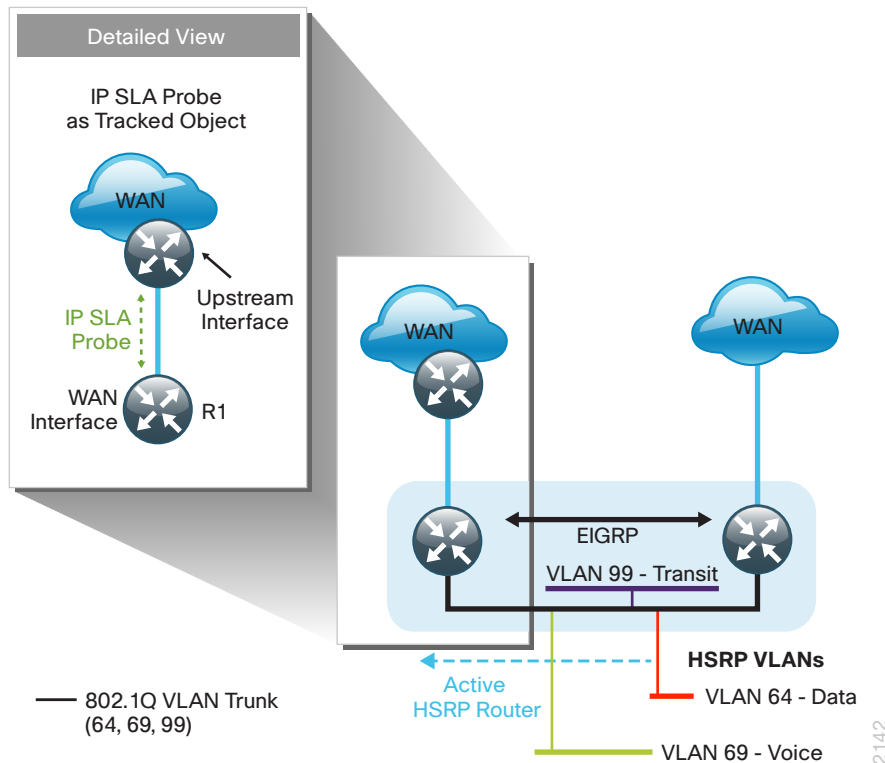 Detailed View
IP SLA Probe
as Tracked Object
WAN
Upstream
Interface
IP SLA
Probe
WAN
Interface
R1
WAN
WAN
EIGRP
VLAN 99 - Transit
HSRP VLANs
Active
HSRP Router
VLAN 64 - Data
802.1Q VLAN Trunk
(64, 69, 99)
VLAN 69 - Voice
2142